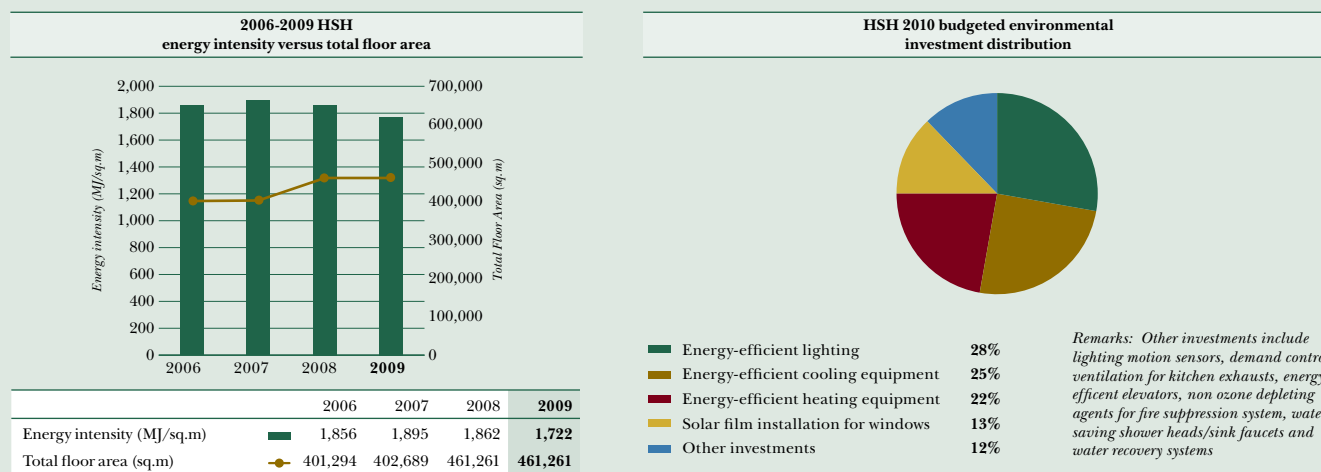 2006-2009 HSH
energy intensity versus total floor area
2,000
1,800
1,600
1,400
1,200
1,000
800
600
400
200
0
Energy intensity (MJ/sq.m)
700,000
600,000
500,000
400,000
300,000
200,000
100,000
0
Total Floor Area (sq.m)
2006 2007 2008 2009
2006 2007 2008 2009
Energy intensity (MJ/sq.m) 1,856 1,895 1,862 1,722
Total floor area (sq.m) 401,294 402,689 461,261 461,261
HSH 2010 budgeted environmental
investment distribution
Energy-efficient lighting 28%
Energy-efficient cooling equipment 25%
Energy-efficient heating equipment 22%
Solar film installation for windows 13%
Other investments 12%
Remarks: Other investments include
lighting motion sensors, demand contro
ventilation for kitchen exhausts, energy
efficent elevators, non ozone depleting
agents for fire suppression system, wate
saving shower heads/sink faucets and
water recovery systems